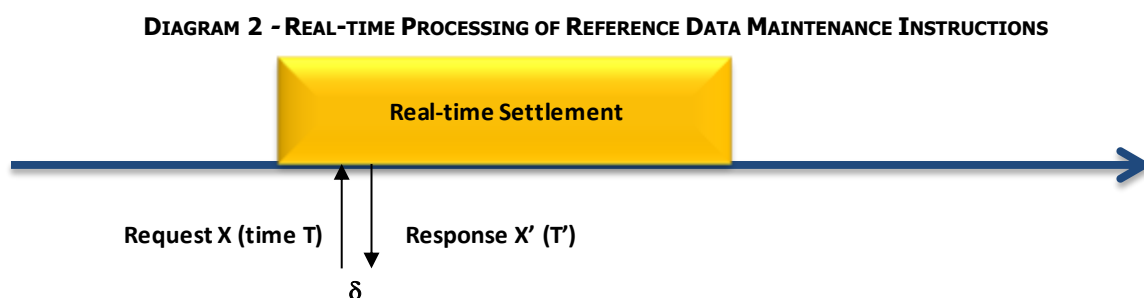 DIAGRAM 2 - REAL-TIME PROCESSING OF REFERENCE DATA MAINTENANCE INSTRUCTIONS
Real-time Settlement
Request X (time T) Response X’ (T’)
δ